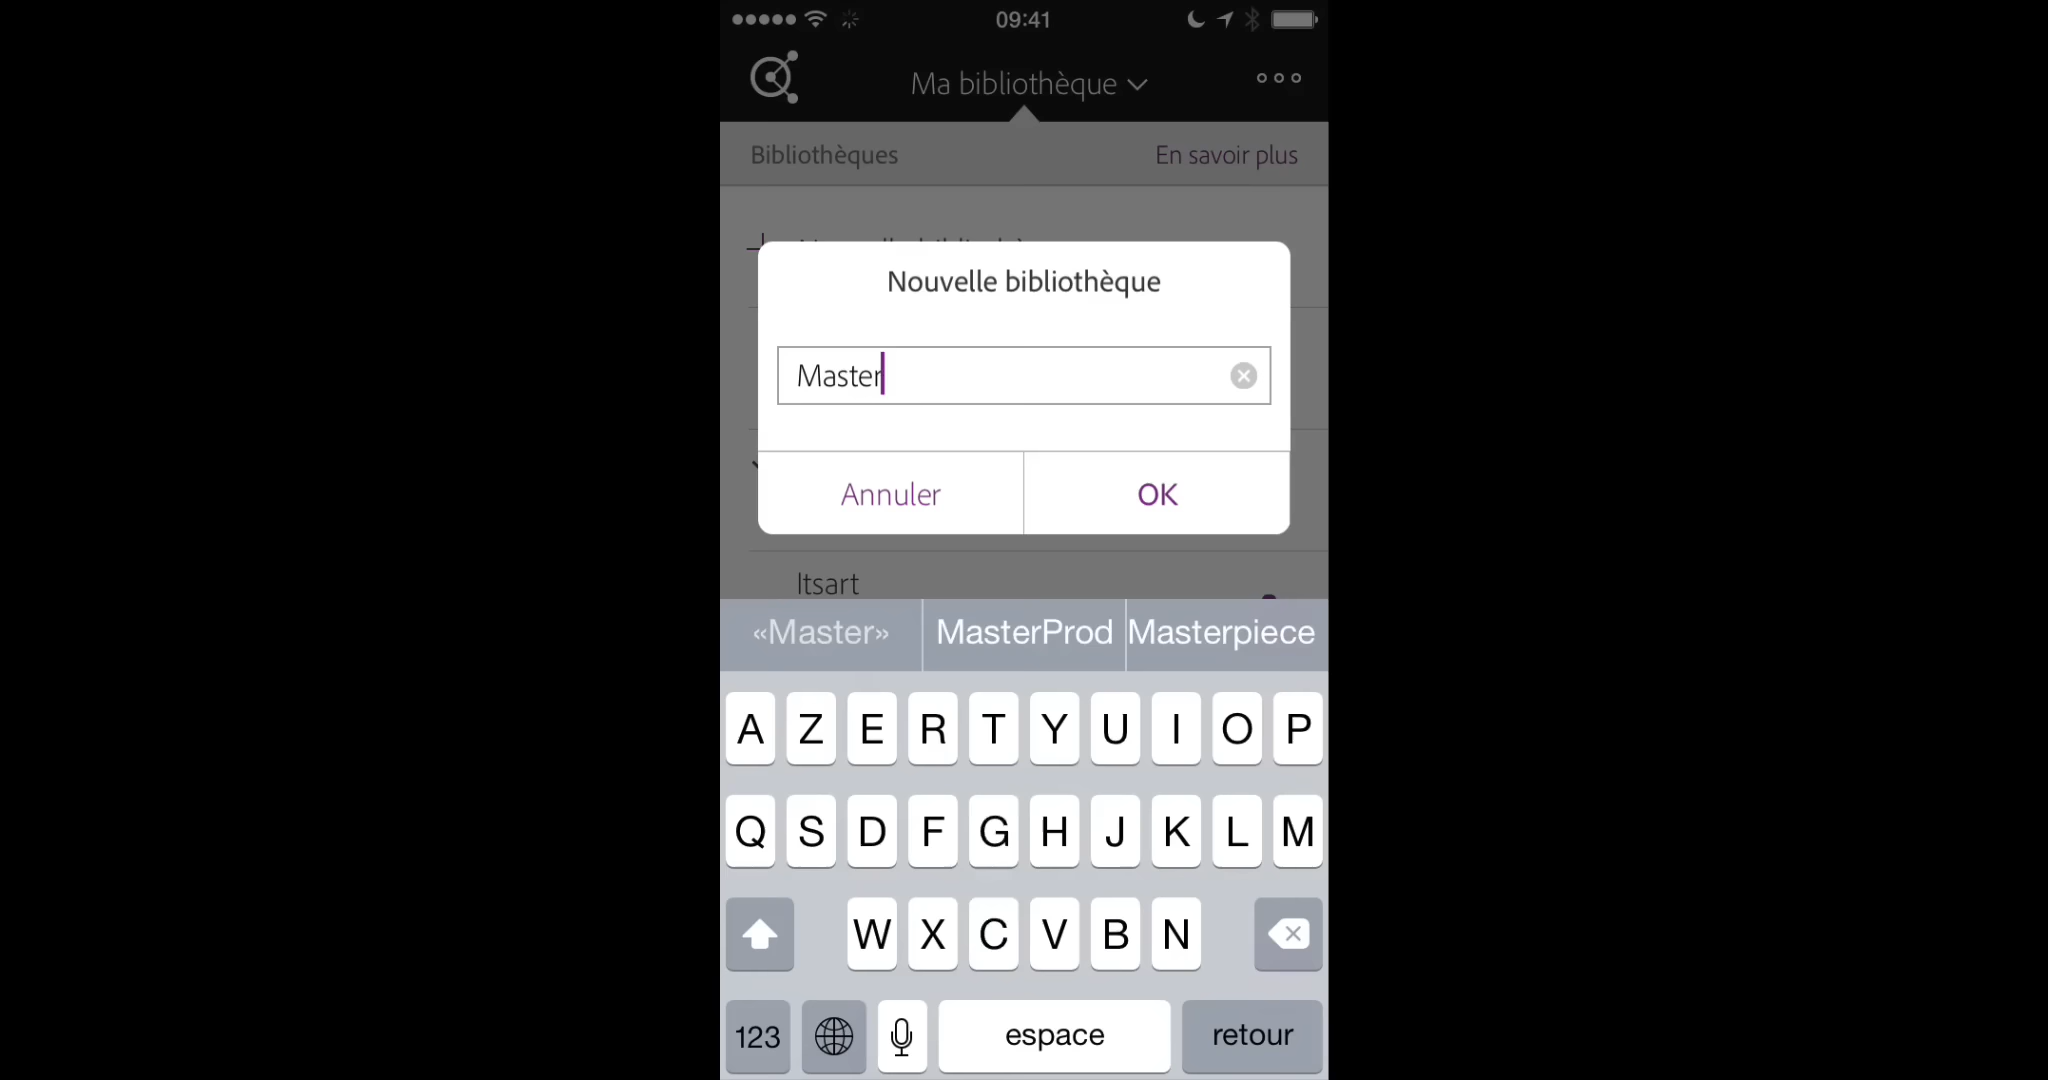 09:41
Ma bibliothèque
Bibliothèques
En savoir plus
Nouvelle bibliothèque
Master
Annuler
OK
Itsart
«Master»
MasterProd
Masterpiece
A Z E R T Y U I O P
Q S D F G H J K L M
W X C V B N
123
espace
retour